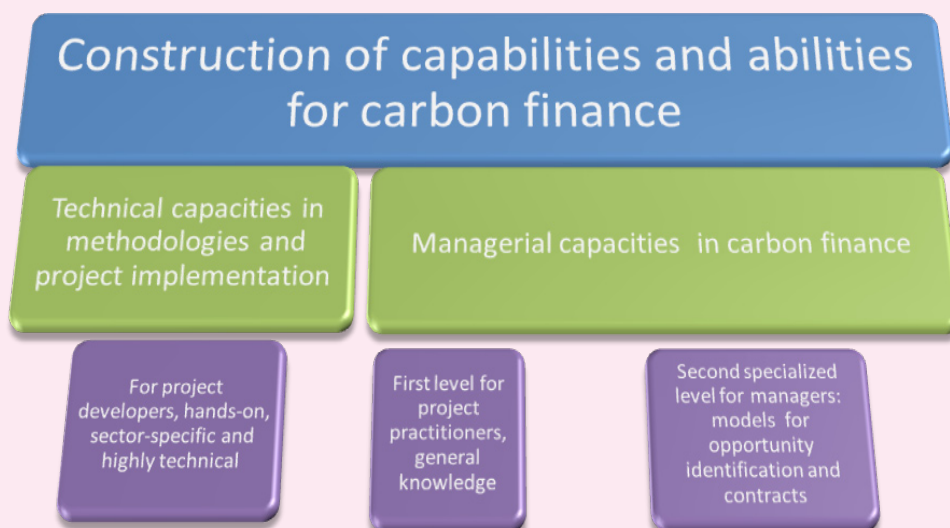 Construction of capabilities and abilities
for carbon finance
Technical capacities in
methodologies and
project implementation
Managerial capacities in carbon finance
For project
developers, hands-on,
sector-specific and
highly technical
First level for
project
practitioners,
general
knowledge
Second specialized
level for managers:
models for
opportunity
identification and
contracts